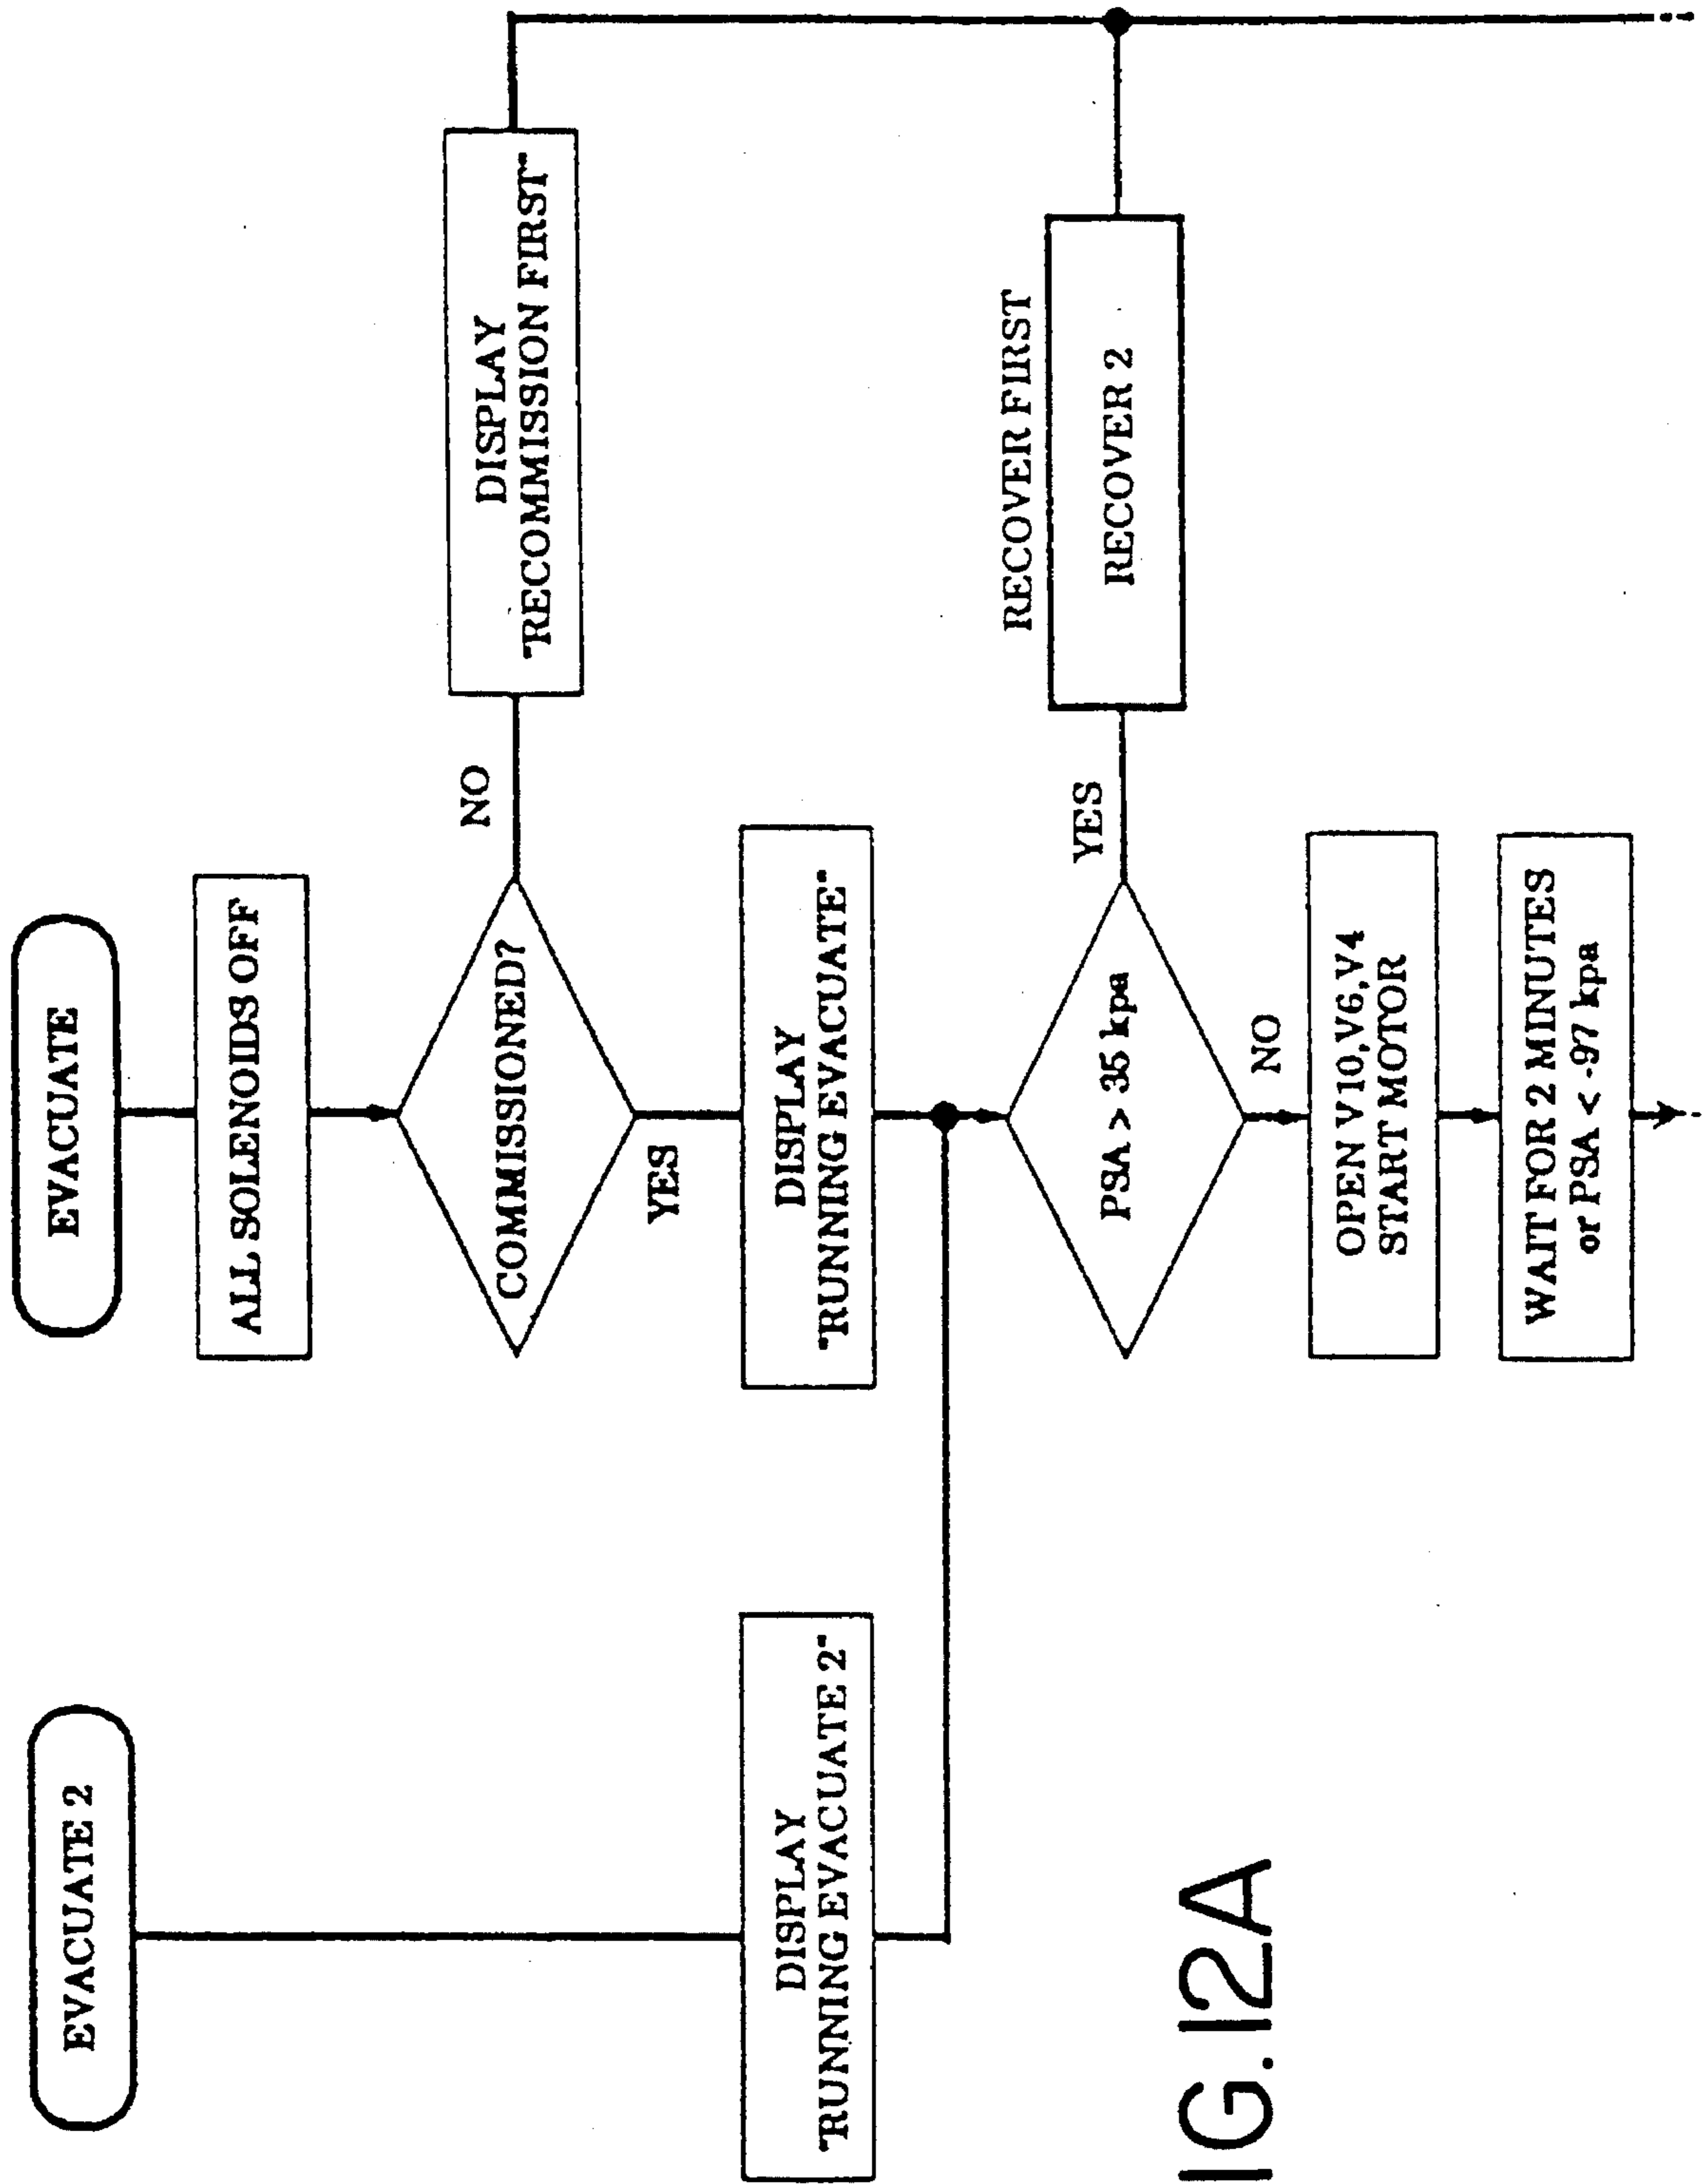 EVACUATE 2
EVACUATE
ALL SOLENOIDS OFF
COMMISSIONED?
NO
DISPLAY
"RECOMMISSION FIRST"
YES
DISPLAY
"RUNNING EVACUATE 2"
DISPLAY
"RUNNING EVACUATE"
PSA > 35 kpa
YES
RECOVER FIRST
RECOVER 2
NO
OPEN V10,V6,V4
START MOTOR
WAIT FOR 2 MINUTES
or PSA < -97 kpa
IG. 12A